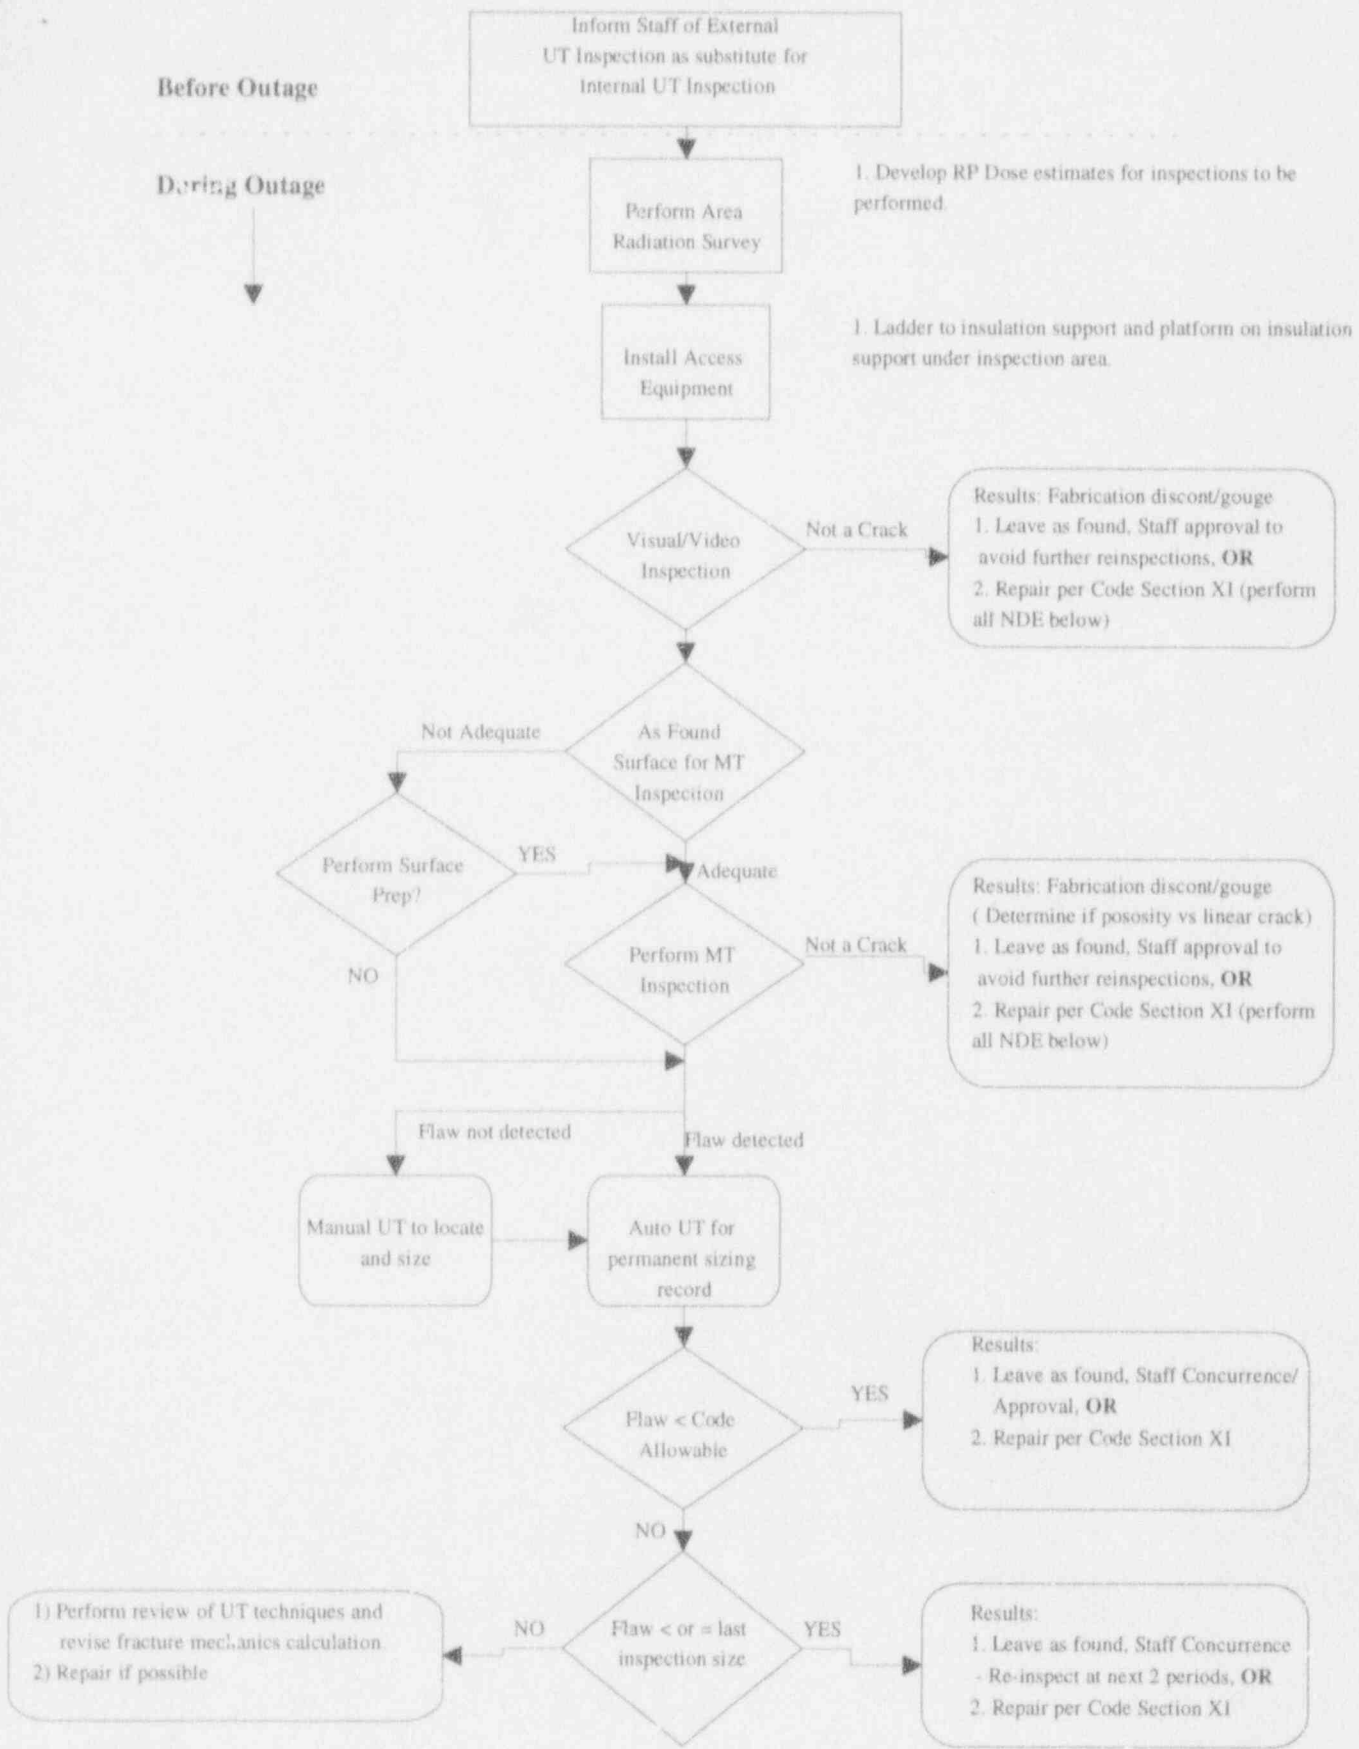 Inform Staff of External
UT Inspection as substitute for
Internal UT Inspection
Before Outage
During Outage
Perform Area
Radiation Survey
1. Develop RP Dose estimates for inspections to be
performed.
Install Access
Equipment
1. Ladder to insulation support and platform on insulation
support under inspection area.
Visual/Video
Inspection
Not a Crack
Results: Fabrication discont/gouge
1. Leave as found, Staff approval to
avoid further reinspections, OR
2. Repair per Code Section XI (perform
all NDE below)
Not Adequate
As Found
Surface for MT
Inspection
Perform Surface
Prep?
YES
Adequate
NO
Perform MT
Inspection
Not a Crack
Results: Fabrication discont/gouge
( Determine if pososity vs linear crack)
1. Leave as found, Staff approval to
avoid further reinspections, OR
2. Repair per Code Section XI (perform
all NDE below)
Flaw not detected
Flaw detected
Manual UT to locate
and size
Auto UT for
permanent sizing
record
Flaw < Code
Allowable
YES
Results:
1. Leave as found, Staff Concurrence/
Approval, OR
2. Repair per Code Section XI
NO
Flaw < or = last
inspection size
NO
1) Perform review of UT techniques and
revise fracture mechanics calculation
2) Repair if possible
YES
Results:
1. Leave as found, Staff Concurrence
- Re-inspect at next 2 periods, OR
2. Repair per Code Section XI